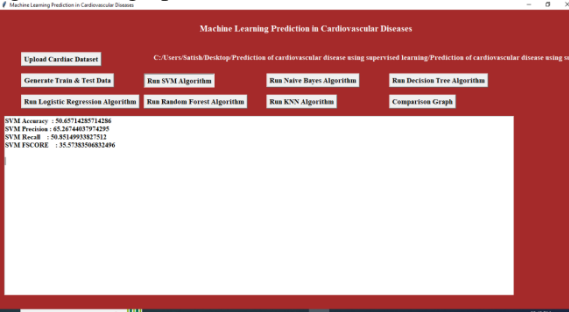 Machine Learning Prediction in Cardiovascular Diseases
Machine Learning Prediction in Cardiovascular Diseases
Upload Cardiac Dataset
C:/Users/Satish/Desktop/Prediction of cardiovascular disease using supervised learning/Prediction of cardiovascular disease using su
Generate Train & Test Data
Run SVM Algorithm
Run Naive Bayes Algorithm
Run Decision Tree Algorithm
Run Logistic Regression Algorithm
Run Random Forest Algorithm
Run KNN Algorithm
Comparison Graph
SVM Accuracy : 50.65714285714286
SVM Precision : 65.26744037974295
SVM Recall : 50.85149933827512
SVM FSCORE : 35.57383506832496